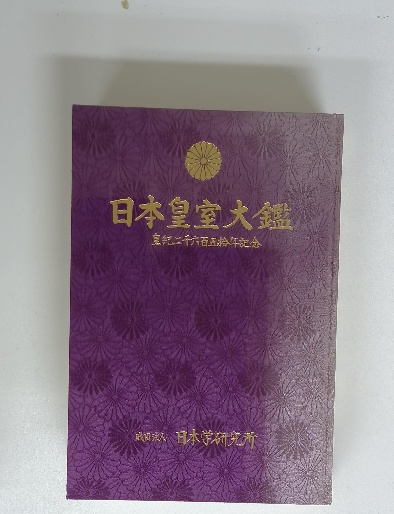 日本皇室大鑑
皇紀二千六百五拾年記念
財団法人 日本学研究所